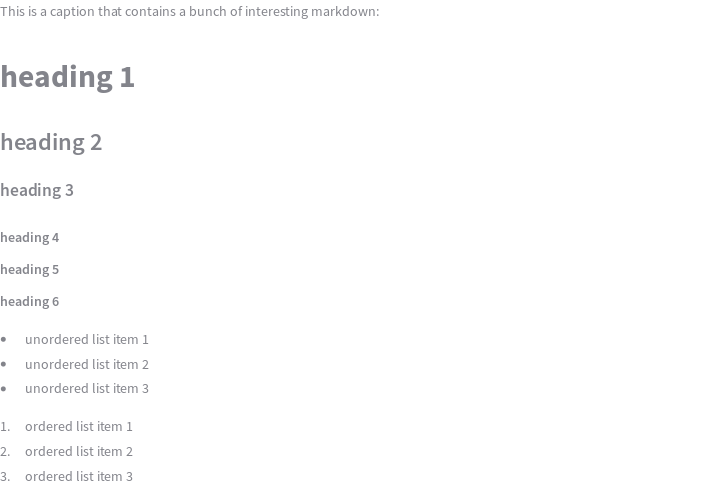 This is a caption that contains a bunch of interesting markdown:
heading 1
heading 2
heading 3
heading 4
heading 5
heading 6
• unordered list item 1
• unordered list item 2
• unordered list item 3
1. ordered list item 1
2. ordered list item 2
3. ordered list item 3